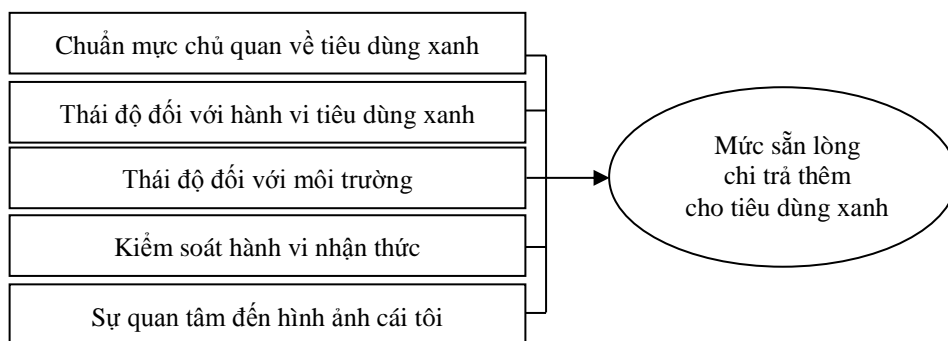 Chuẩn mực chủ quan về tiêu dùng xanh
Thái độ đối với hành vi tiêu dùng xanh
Thái độ đối với môi trường
Kiểm soát hành vi nhận thức
Sự quan tâm đến hình ảnh cái tôi
Mức sẵn lòng
chi trả thêm
cho tiêu dùng xanh